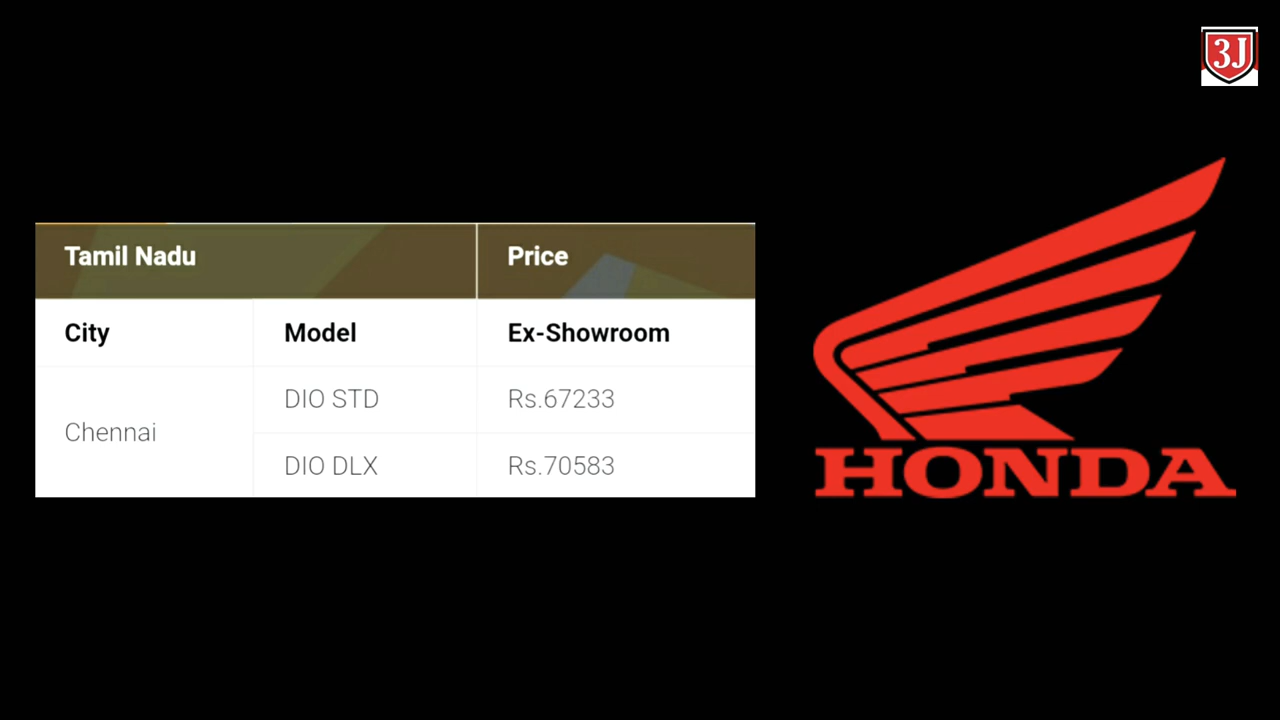 3J
Tamil Nadu Price
City Model Ex-Showroom
Chennai
DIO STD Rs.67233
DIO DLX Rs.70583
HONDA